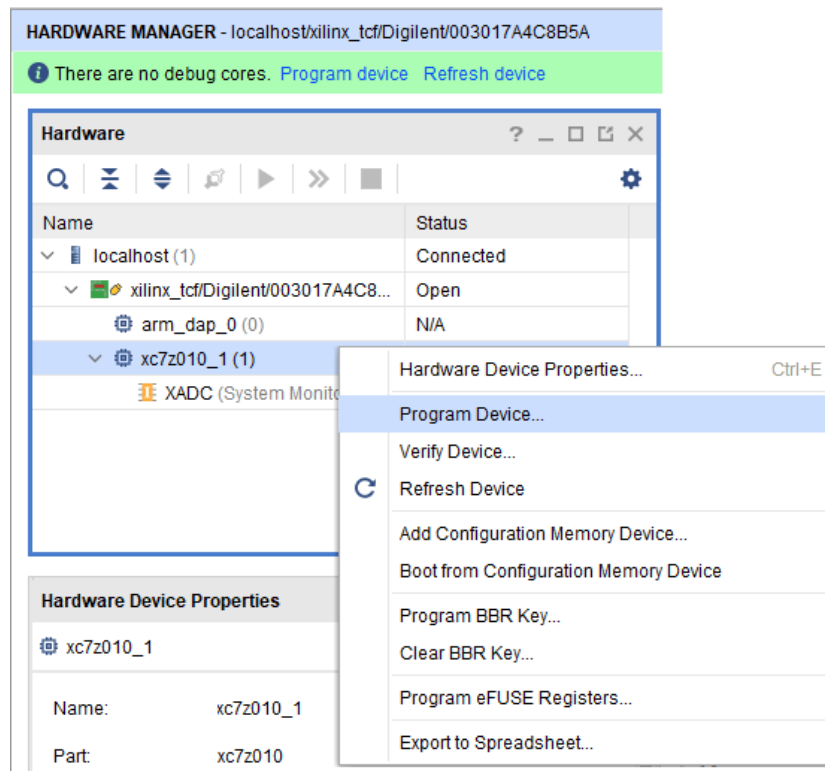 HARDWARE MANAGER - localhost/xilinx_tcf/Digilent/003017A4C8B5A
There are no debug cores. Program device Refresh device
Hardware
Name Status
localhost (1) Connected
xilinx_tcf/Digilent/003017A4C8... Open
arm_dap_0 (0) N/A
xc7z010_1 (1)
XADC (System Monito
Hardware Device Properties... Ctrl+E
Program Device...
Verify Device...
Refresh Device
Add Configuration Memory Device...
Boot from Configuration Memory Device
Program BBR Key...
Clear BBR Key...
Program eFUSE Registers...
Export to Spreadsheet...
Hardware Device Properties
xc7z010_1
Name: xc7z010_1
Part: xc7z010